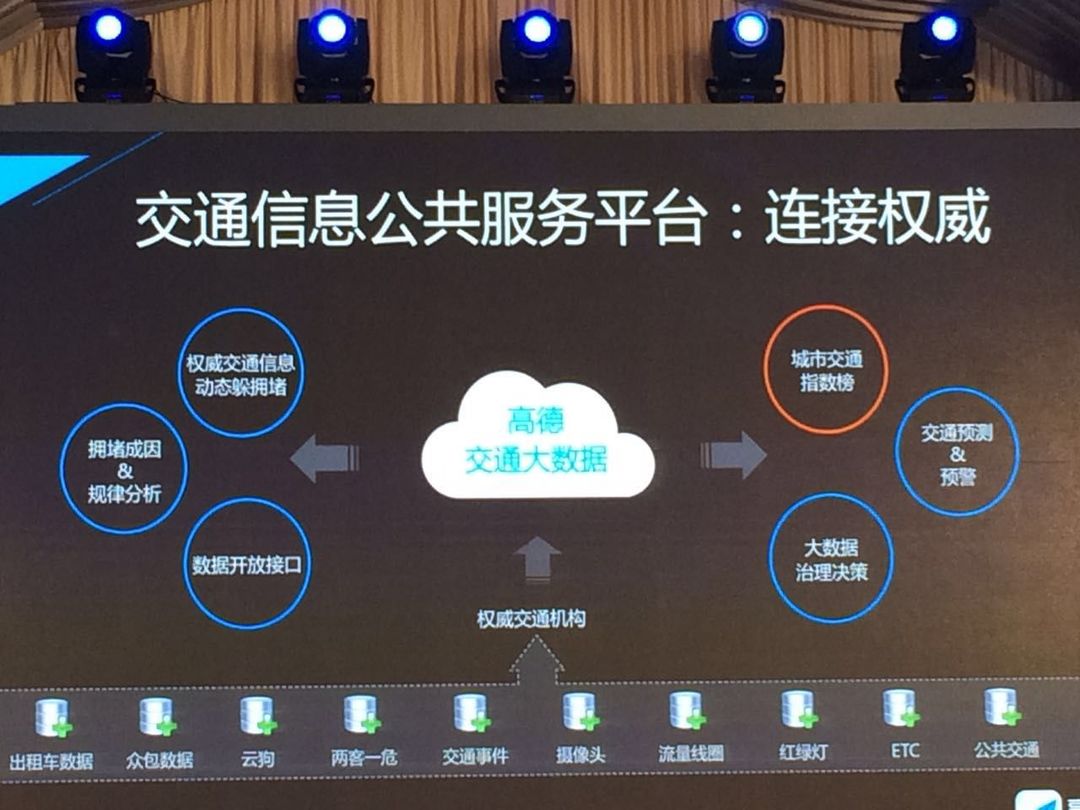 交通信息公共服务平台：连接权威
权威交通信息
动态躲拥堵
拥堵成因
&
规律分析
数据开放接口
高德
交通大数据
城市交通
指数榜
交通预测
&
预警
大数据
治理决策
权威交通机构
出租车数据
众包数据
云狗
两客一危
交通事件
摄像头
流量线圈
红绿灯
ETC
公共交通